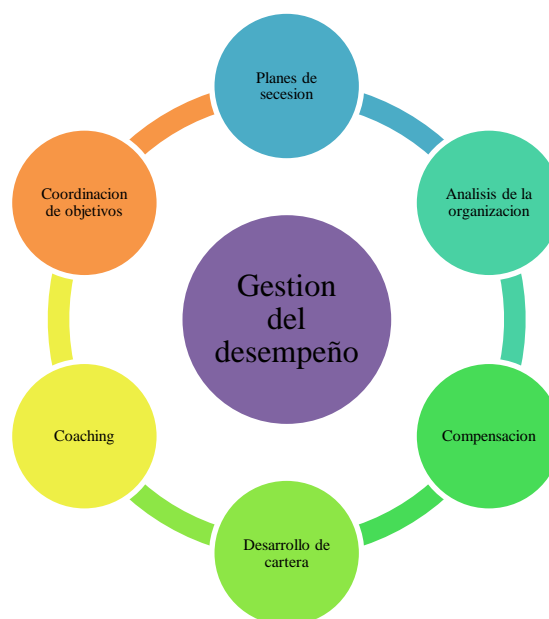 Planes de
secesion
Coordinacion
de objetivos
Analisis de la
organizacion
Gestion
del
desempeño
Coaching
Compensacion
Desarrollo de
cartera